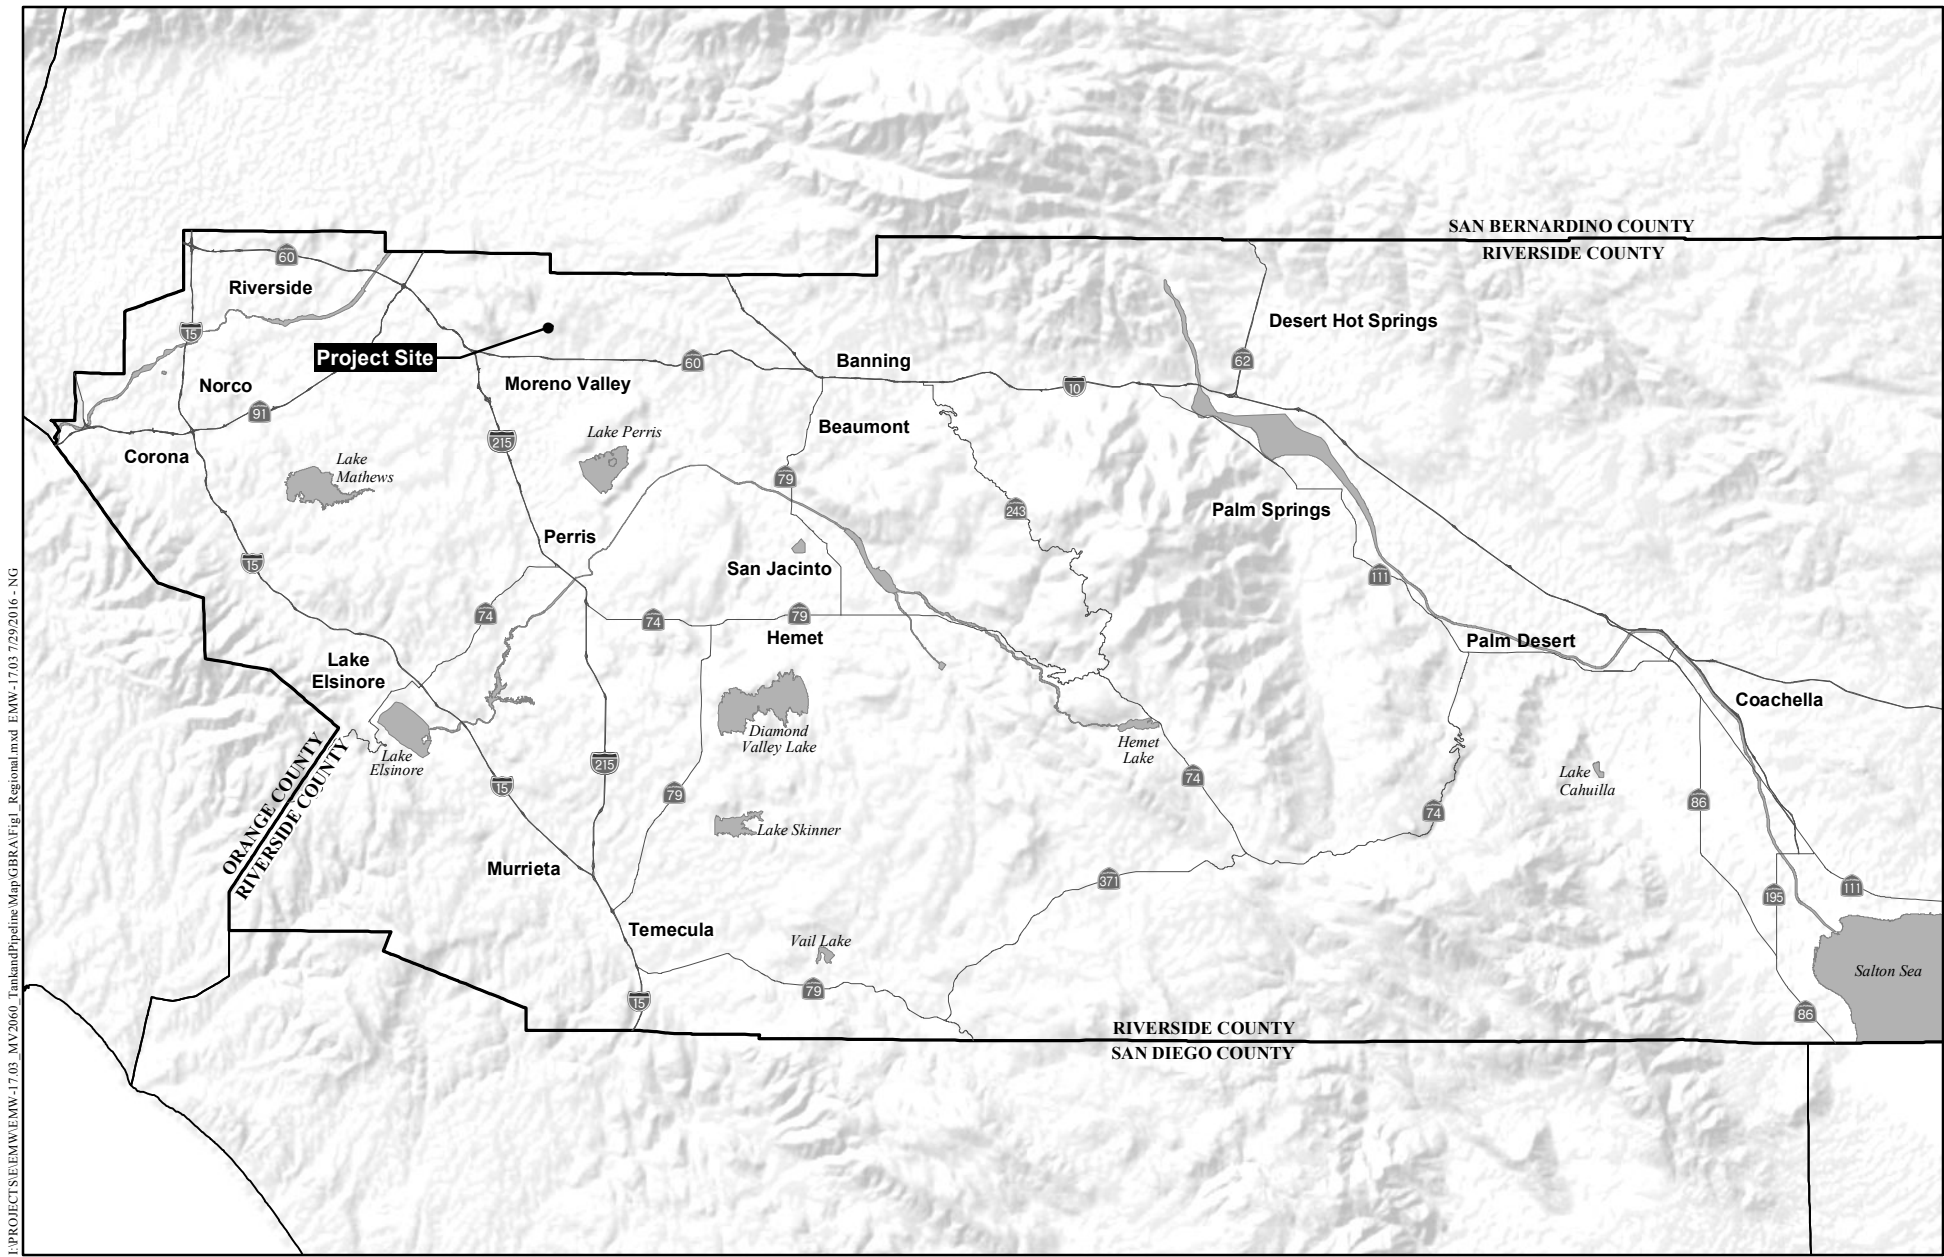 SAN BERNARDINO COUNTY
RIVERSIDE COUNTY
60
Riverside
Desert Hot Springs
15
Project Site
60
Banning
62
Norco
Moreno Valley
10
91
Beaumont
215
Lake Perris
Corona
Lake
Mathews
79
243
Palm Springs
Perris
15
San Jacinto
111
74
74
79
Hemet
Palm Desert
Lake
Elsinore
Coachella
Diamond
Valley Lake
Hemet
Lake
Lake
Elsinore
215
74
Lake
Cahuilla
15
79
86
ORANGE COUNTY
RIVERSIDE COUNTY
Lake Skinner
74
Murrieta
371
111
195
Temecula
Vail Lake
Salton Sea
79
15
86
RIVERSIDE COUNTY
SAN DIEGO COUNTY
I:\PROJECTS\E\EMW\EMW-17.03_MV2060_TankandPipeline\Map\GBRA\Fig1_Regional.mxd EMW-17.03 7/29/2016 - NG